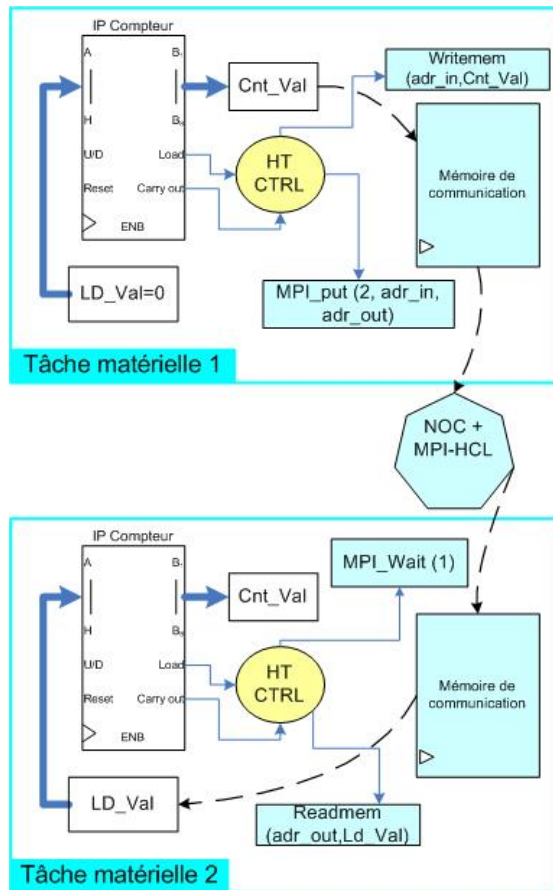 IP Compteur
A
B
H
B
U/D
Load
Reset
Carry out
ENB
Cnt_Val
Writemem
(adr_in,Cnt_Val)
HT
CTRL
Mémoire de
communication
LD_Val=0
MPI_put (2, adr_in,
adr_out)
Tâche matérielle 1
NOC +
MPI-HCL
IP Compteur
A
B
H
B
U/D
Load
Reset
Carry out
ENB
Cnt_Val
MPI_Wait (1)
HT
CTRL
Mémoire de
communication
LD_Val
Readmem
(adr_out,Ld_Val)
Tâche matérielle 2